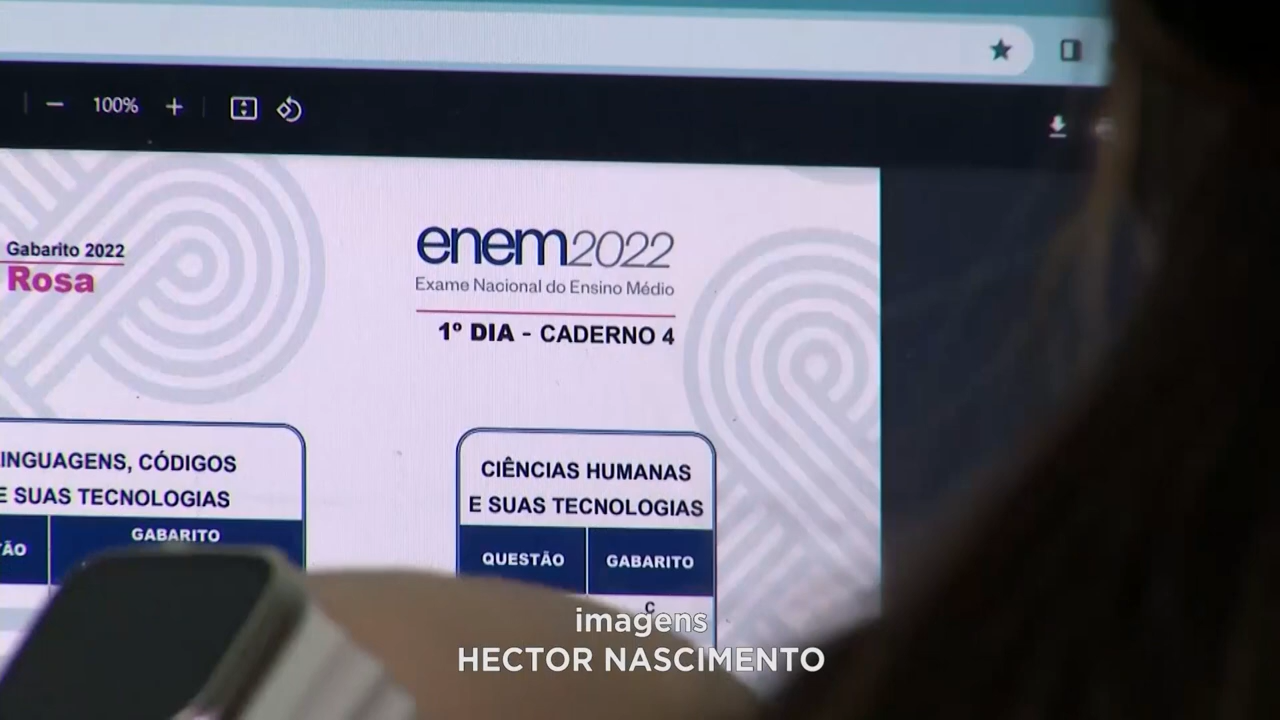 100%
Gabarito 2022
Rosa
enem2022
Exame Nacional do Ensino Médio
1º DIA - CADERNO 4
INGUAGENS, CÓDIGOS
E SUAS TECNOLOGIAS
ÃO
GABARITO
CIÊNCIAS HUMANAS
E SUAS TECNOLOGIAS
QUESTÃO
GABARITO
C
imagens
HECTOR NASCIMENTO